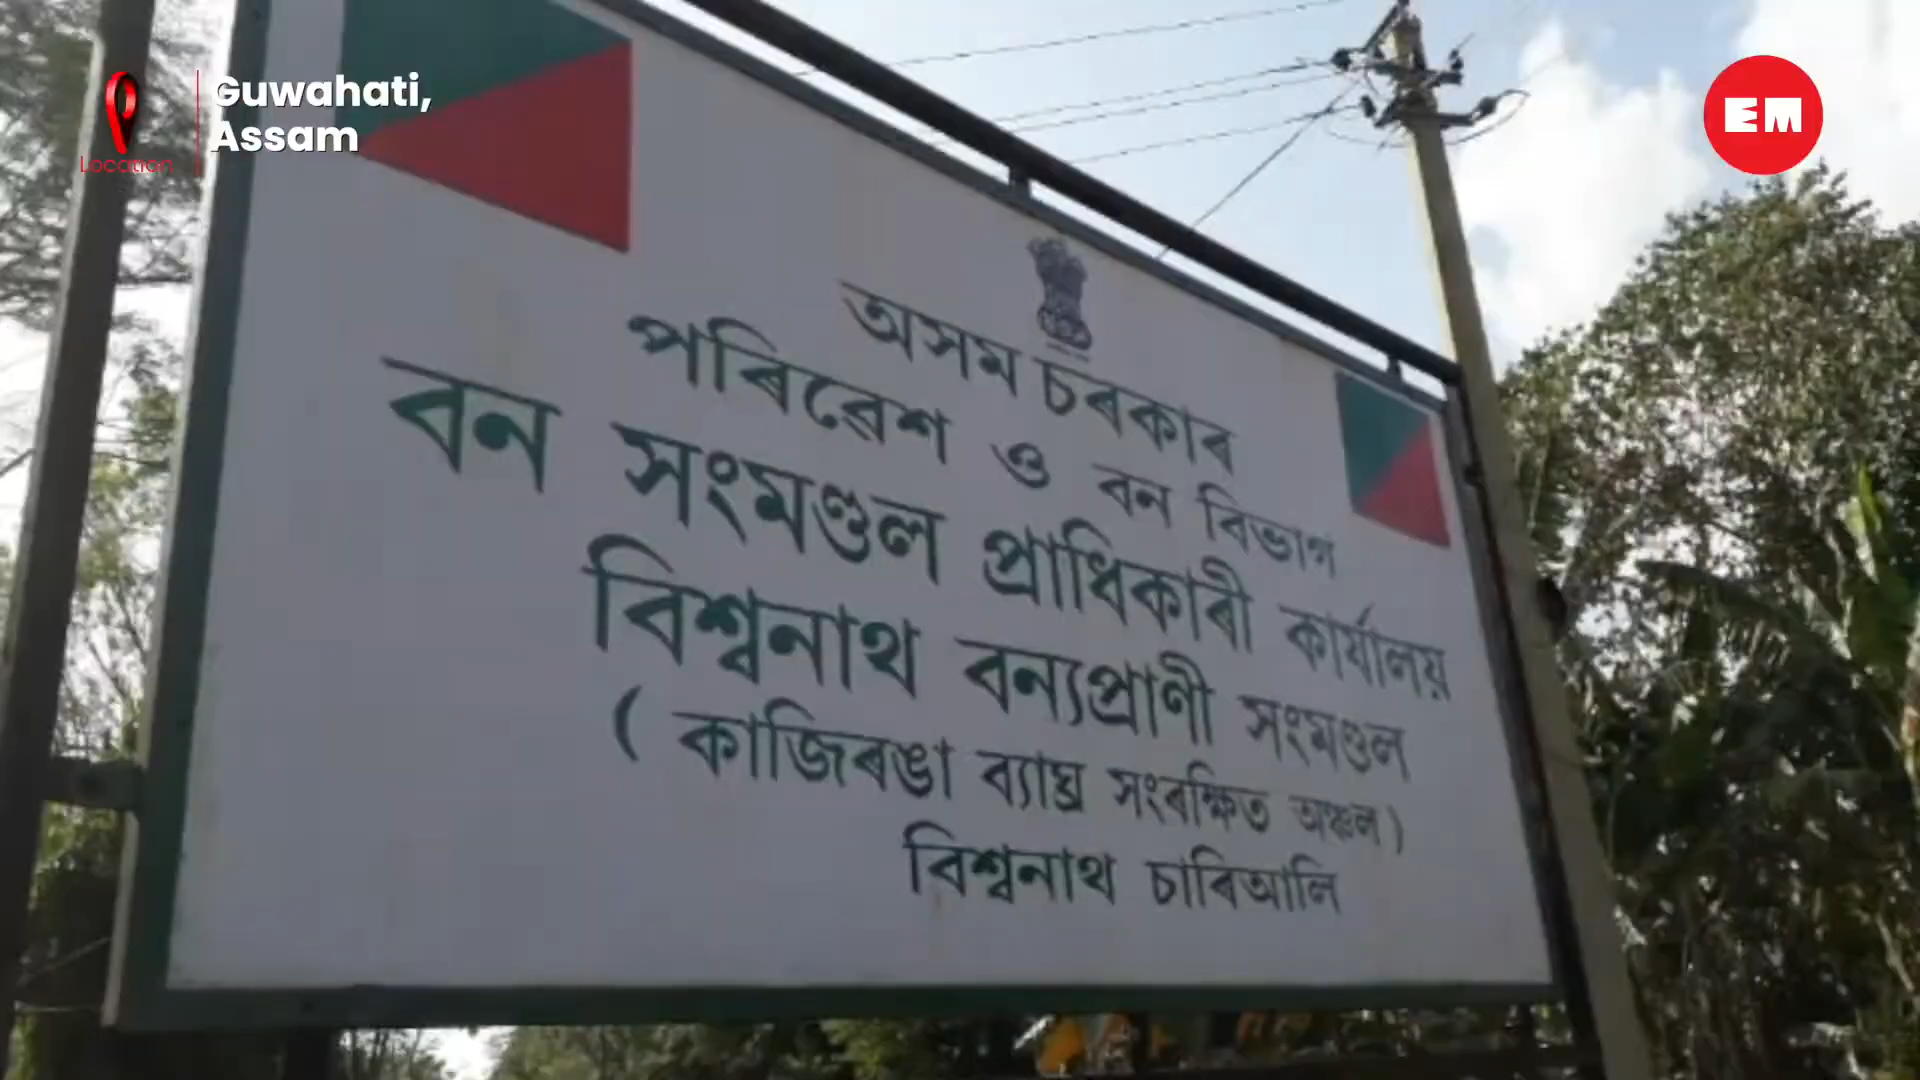 Guwahati,
Assam
Location
EM
অসম চৰকাৰ
পৰিৱেশ ও বন বিভাগ
বন সংমণ্ডল প্ৰাধিকাৰী কাৰ্যালয়
বিশ্বনাথ বন্যপ্ৰাণী সংমণ্ডল
( কাজিৰঙা ব্যাঘ্ৰ সংৰক্ষিত অঞ্চল )
বিশ্বনাথ চাৰিআলি